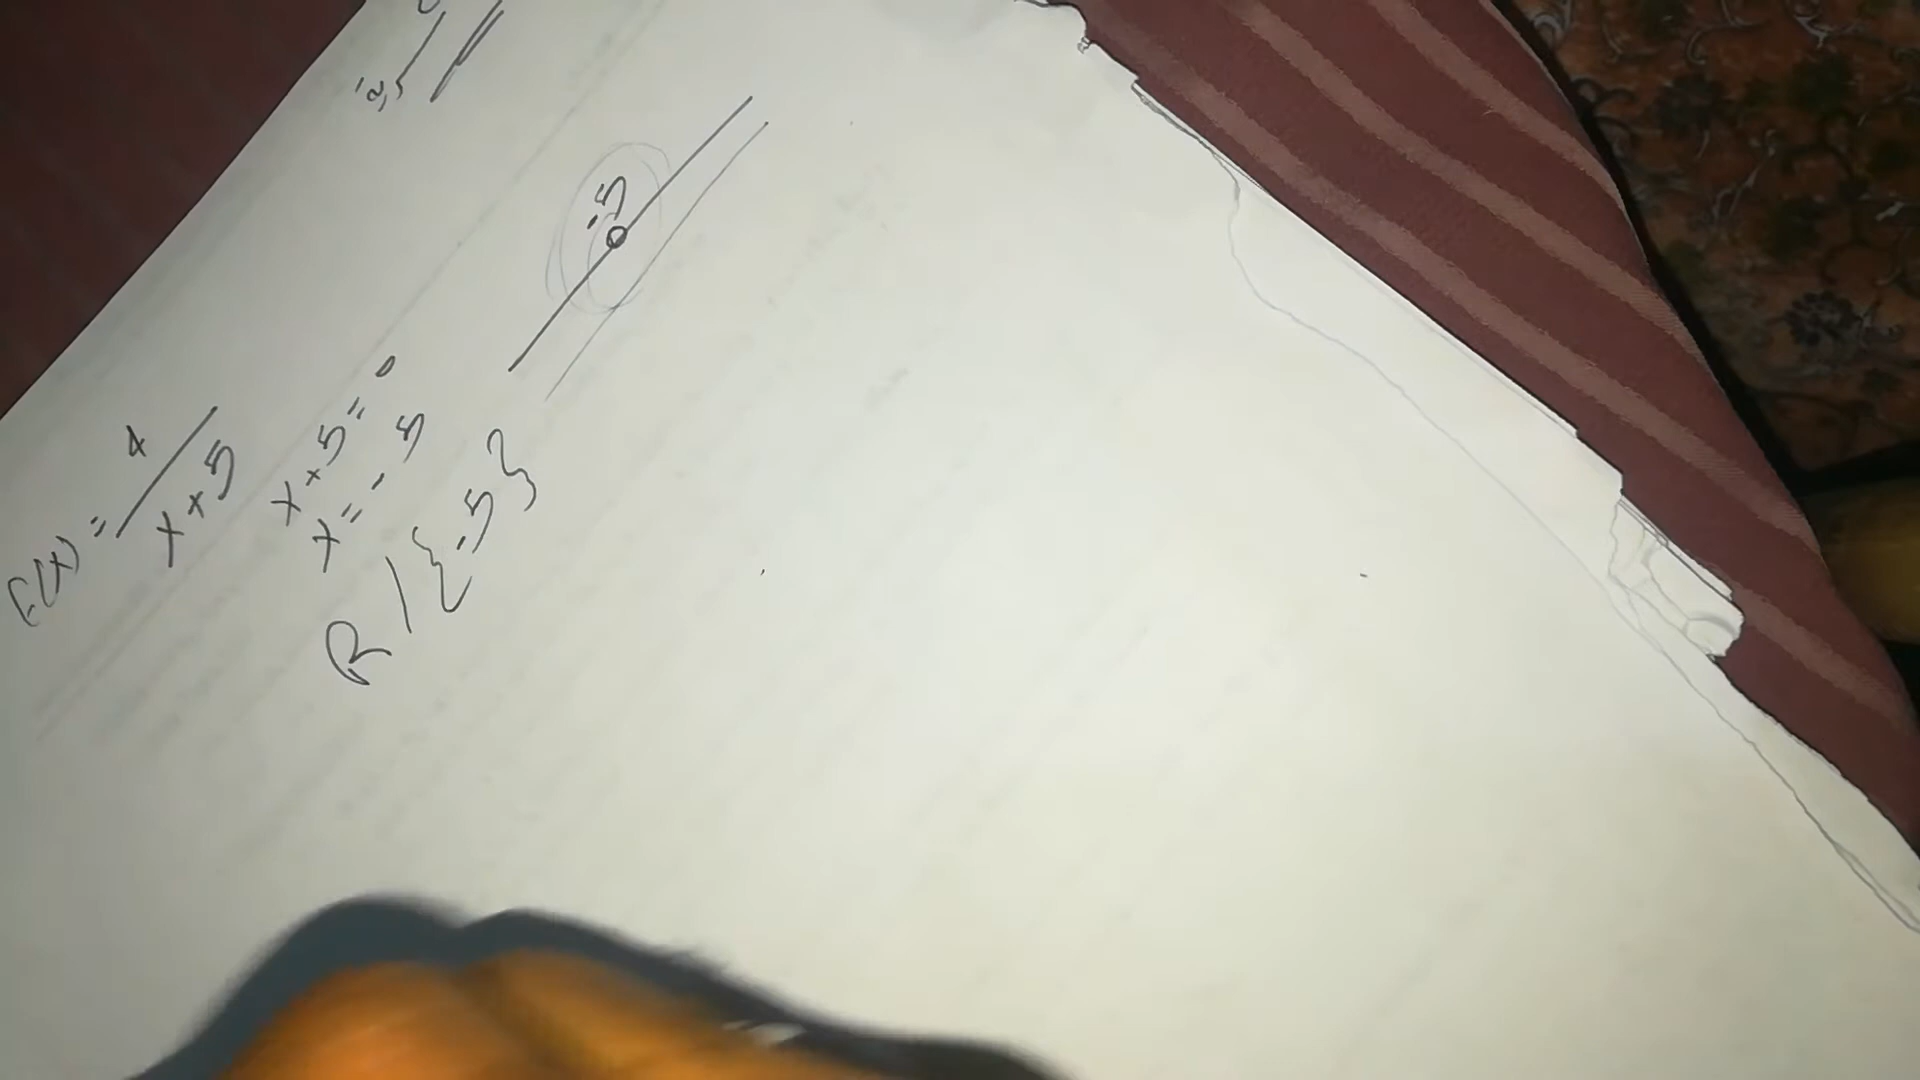 F(x) = 4 / x + 5
x + 5 = 0
x = - 5
R / {-5}
-5